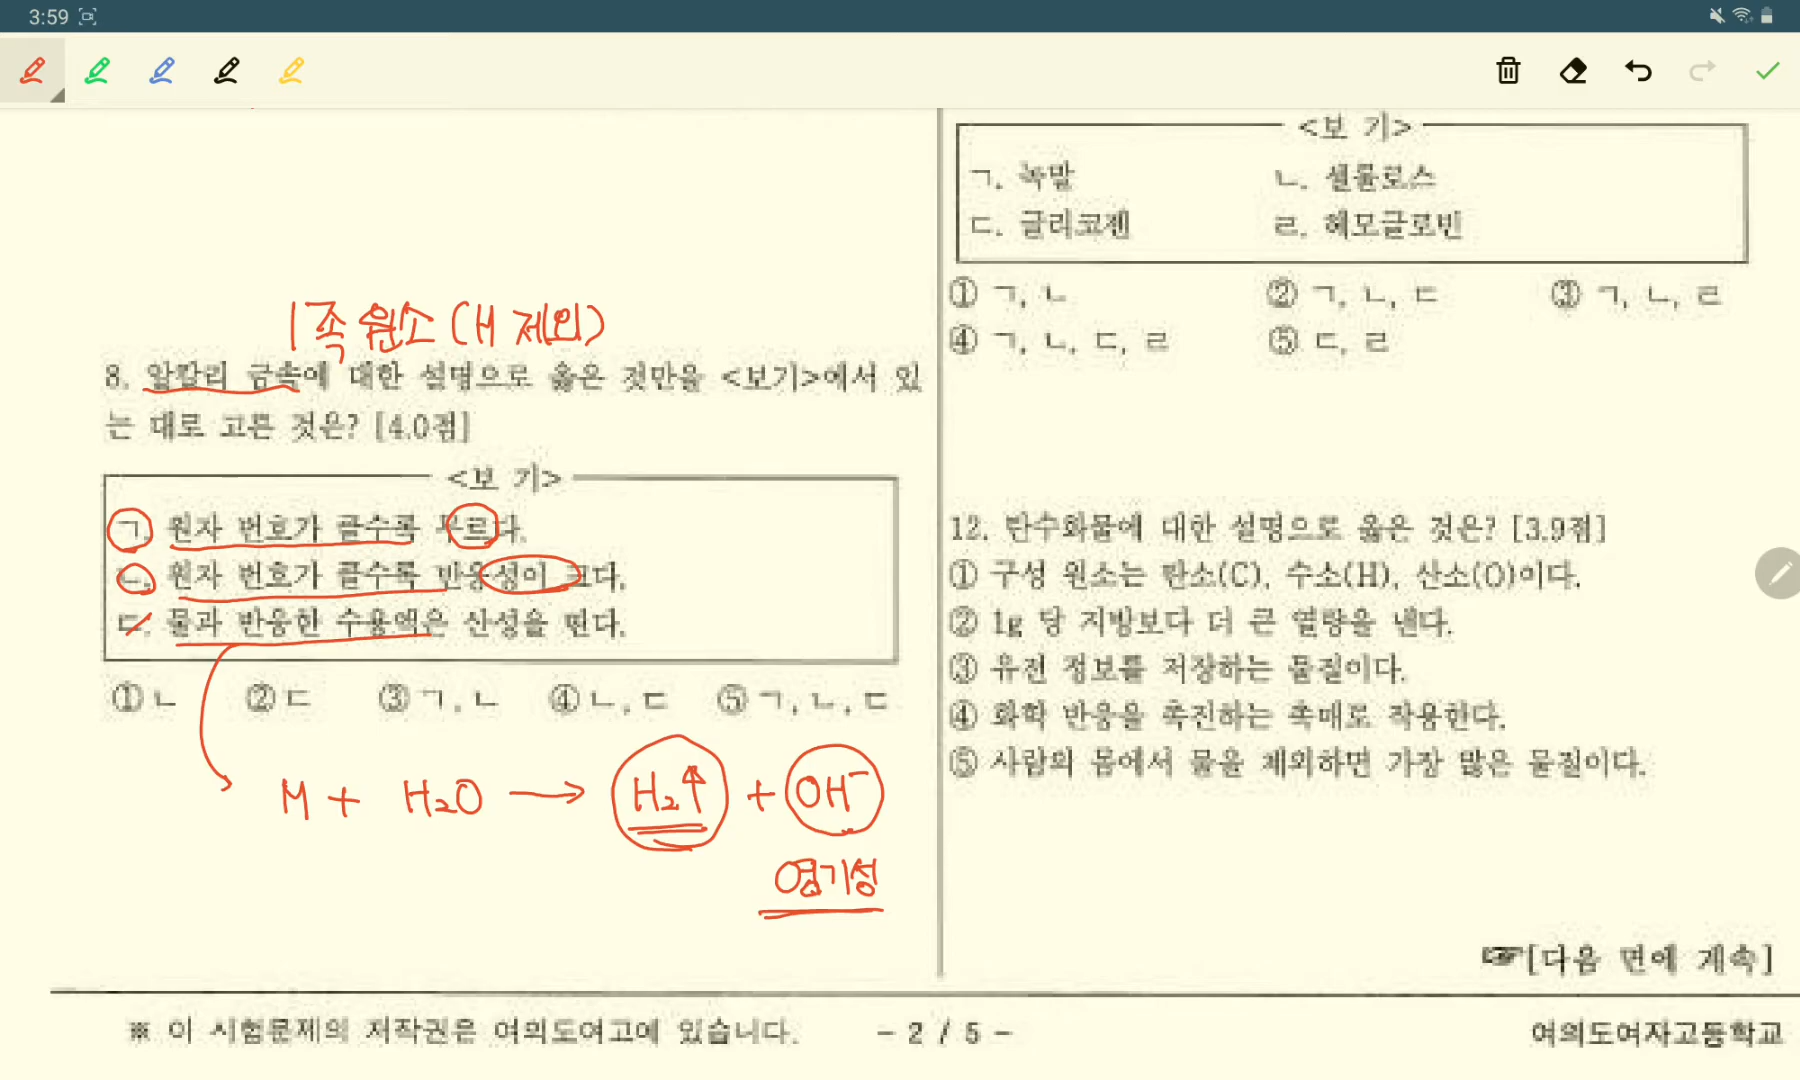 3:59
1족 원소 (H 제외)
8. 알칼리 금속에 대한 설명으로 옳은 것만을 <보기>에서 있
는 대로 고른 것은? [4.0점]
<보 기>
ㄱ. 원자 번호가 클수록 무르다.
ㄴ. 원자 번호가 클수록 반응성이 크다.
ㄷ. 물과 반응한 수용액은 산성을 띤다.
① ㄴ ② ㄷ ③ ㄱ, ㄴ ④ ㄴ, ㄷ ⑤ ㄱ, ㄴ, ㄷ
M + H₂O → H₂↑ + OH⁻
염기성
<보 기>
ㄱ. 녹말 ㄴ. 셀룰로스
ㄷ. 글리코젠 ㄹ. 헤모글로빈
① ㄱ, ㄴ ② ㄱ, ㄴ, ㄷ ③ ㄱ, ㄴ, ㄹ
④ ㄱ, ㄴ, ㄷ, ㄹ ⑤ ㄷ, ㄹ
12. 탄수화물에 대한 설명으로 옳은 것은? [3.9점]
① 구성 원소는 탄소(C), 수소(H), 산소(O)이다.
② 1g 당 지방보다 더 큰 열량을 낸다.
③ 유전 정보를 저장하는 물질이다.
④ 화학 반응을 촉진하는 촉매로 작용한다.
⑤ 사람의 몸에서 물을 제외하면 가장 많은 물질이다.
☞[다음 면에 계속]
※ 이 시험문제의 저작권은 여의도여고에 있습니다. - 2 / 5 - 여의도여자고등학교